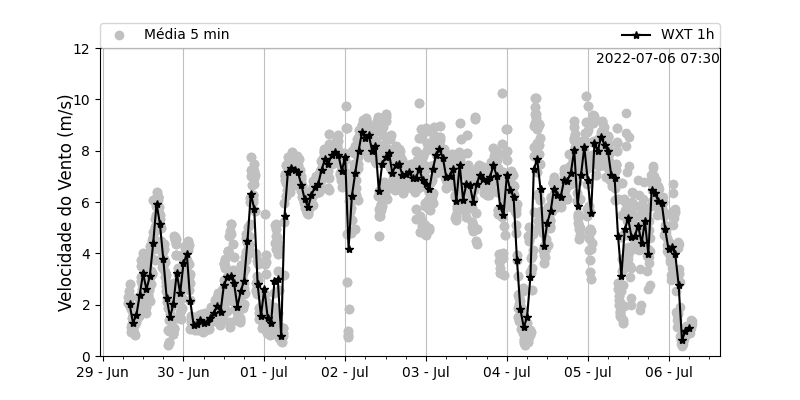 Média 5 min
WXT 1h
2022-07-06 07:30
Velocidade do Vento (m/s)
12
10
8
6
4
2
0
29 - Jun
30 - Jun
01 - Jul
02 - Jul
03 - Jul
04 - Jul
05 - Jul
06 - Jul